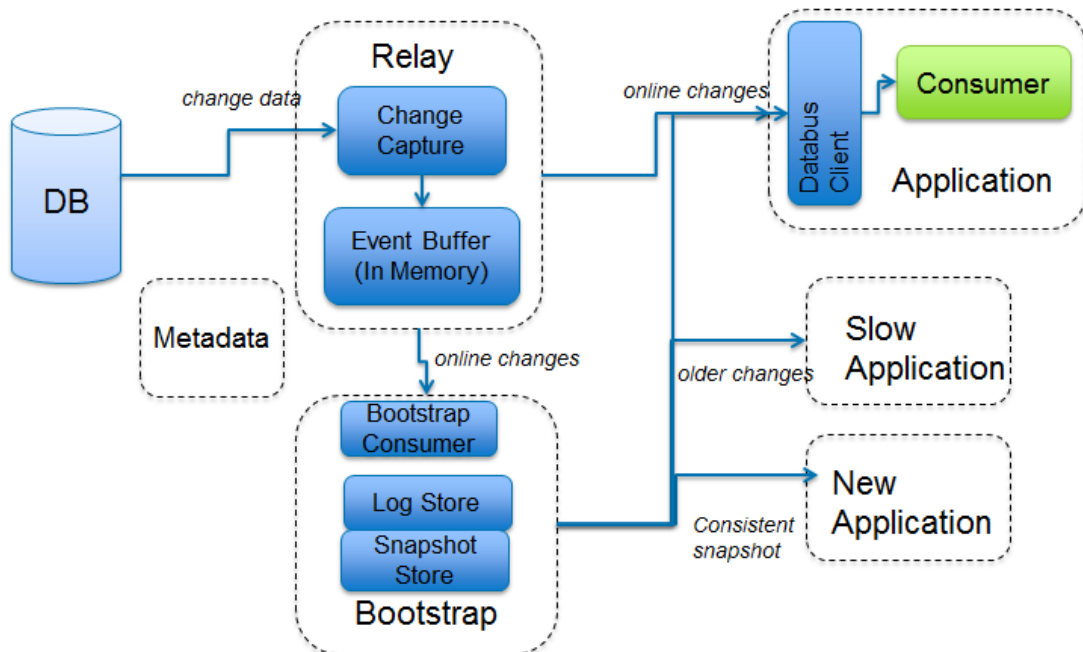 Relay
change data
Change
Capture
Event Buffer
(In Memory)
DB
Metadata
online changes
Databus
Client
Consumer
Application
online changes
Bootstrap
Consumer
Log Store
Snapshot
Store
Bootstrap
Slow
Application
older changes
New
Application
Consistent
snapshot